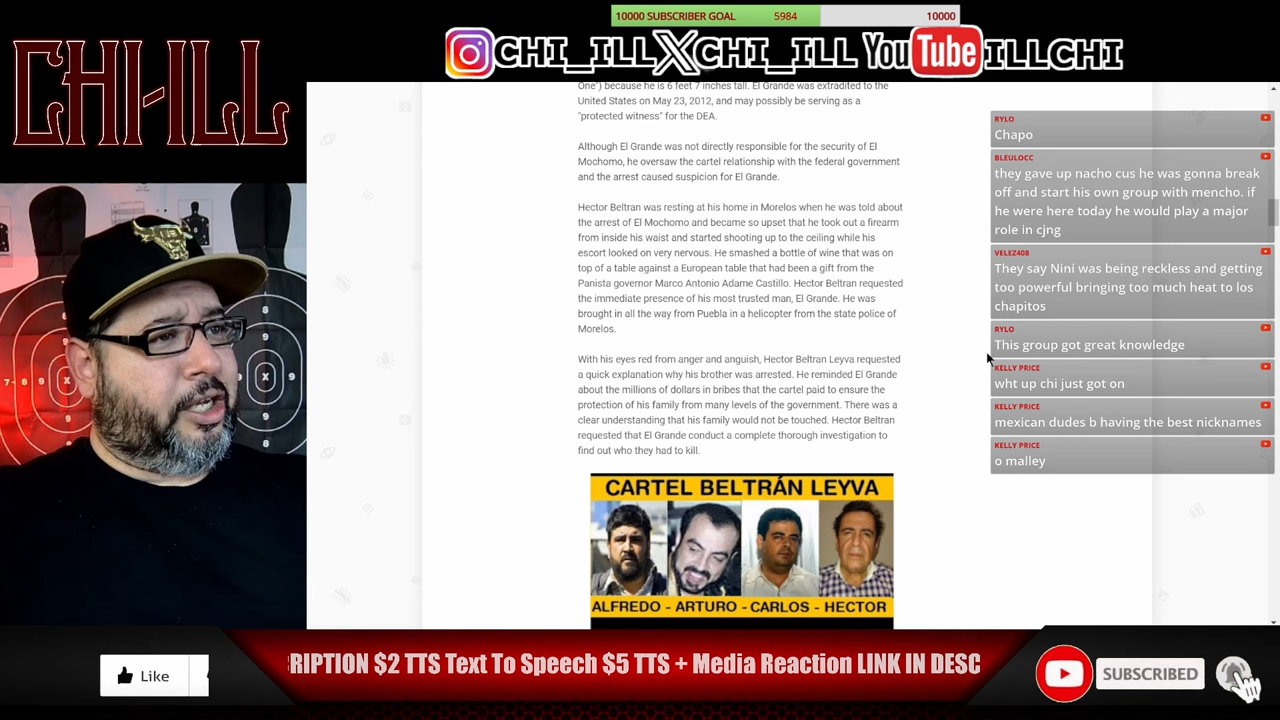 10000 SUBSCRIBER GOAL 5984 10000
CHI-ILL
CHI_ILL CHI_ILL YouTube ILLCHI
One") because he is 6 feet 7 inches tall. El Grande was extradited to the
United States on May 23, 2012, and may possibly be serving as a
"protected witness" for the DEA.
Although El Grande was not directly responsible for the security of El
Mochomo, he oversaw the cartel relationship with the federal government
and the arrest caused suspicion for El Grande.
Hector Beltran was resting at his home in Morelos when he was told about
the arrest of El Mochomo and became so upset that he took out a firearm
from inside his waist and started shooting up to the ceiling while his
escort looked on very nervous. He smashed a bottle of wine that was on
top of a table against a European table that had been a gift from the
Panista governor Marco Antonio Adame Castillo. Hector Beltran requested
the immediate presence of his most trusted man, El Grande. He was
brought in all the way from Puebla in a helicopter from the state police of
Morelos.
With his eyes red from anger and anguish, Hector Beltran Leyva requested
a quick explanation why his brother was arrested. He reminded El Grande
about the millions of dollars in bribes that the cartel paid to ensure the
protection of his family from many levels of the government. There was a
clear understanding that his family would not be touched. Hector Beltran
requested that El Grande conduct a complete thorough investigation to
find out who they had to kill.
CARTEL BELTRÁN LEYVA
ALFREDO - ARTURO - CARLOS - HECTOR
RYLO
Chapo
BLEULOCC
they gave up nacho cus he was gonna break
off and start his own group with mencho. if
he were here today he would play a major
role in cjng
VELEZ408
They say Nini was being reckless and getting
too powerful bringing too much heat to los
chapitos
RYLO
This group got great knowledge
KELLY PRICE
wht up chi just got on
KELLY PRICE
mexican dudes b having the best nicknames
KELLY PRICE
o malley
7 - 8 X 9
9 X 9
9
Like
RIPTION $2 TTS Text To Speech $5 TTS + Media Reaction LINK IN DESC
SUBSCRIBED